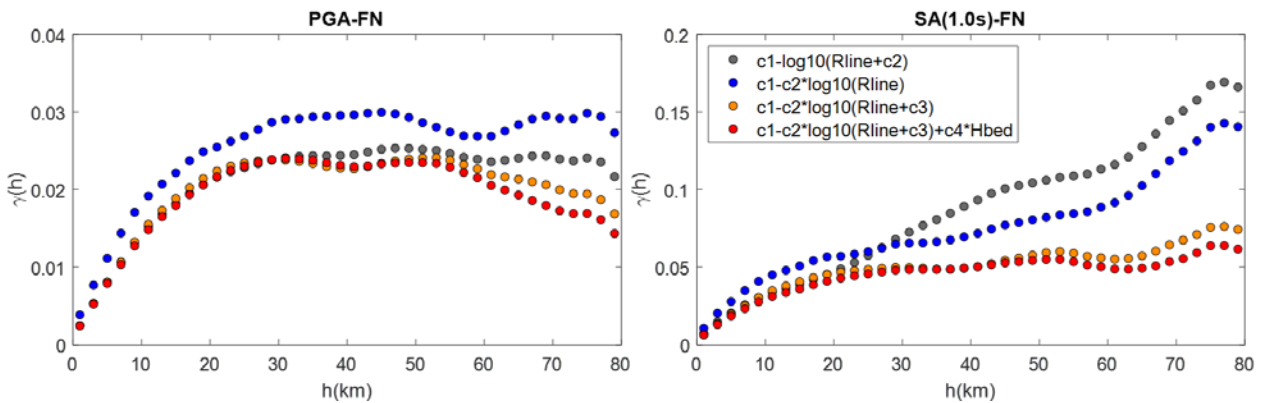 PGA-FN
0.04
0.03
0.02
0.01
0
γ(h)
0 10 20 30 40 50 60 70 80
h(km)
SA(1.0s)-FN
0.2
0.15
0.1
0.05
0
γ(h)
c1-log10(Rline+c2)
c1-c2*log10(Rline)
c1-c2*log10(Rline+c3)
c1-c2*log10(Rline+c3)+c4*Hbed
0 10 20 30 40 50 60 70 80
h(km)